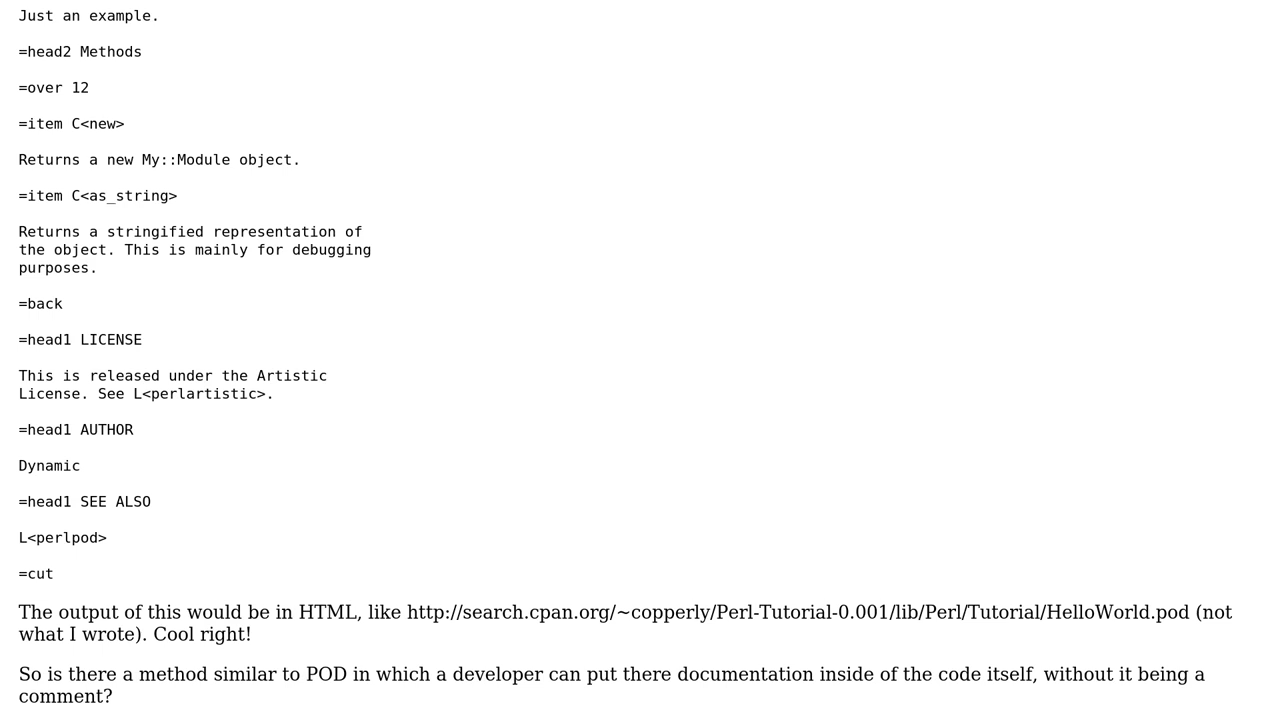 Just an example.
=head2 Methods
=over 12
=item C<new>
Returns a new My::Module object.
=item C<as_string>
Returns a stringified representation of
the object. This is mainly for debugging
purposes.
=back
=head1 LICENSE
This is released under the Artistic
License. See L<perlartistic>.
=head1 AUTHOR
Dynamic
=head1 SEE ALSO
L<perlpod>
=cut
The output of this would be in HTML, like http://search.cpan.org/~copperly/Perl-Tutorial-0.001/lib/Perl/Tutorial/HelloWorld.pod (not
what I wrote). Cool right!
So is there a method similar to POD in which a developer can put there documentation inside of the code itself, without it being a
comment?